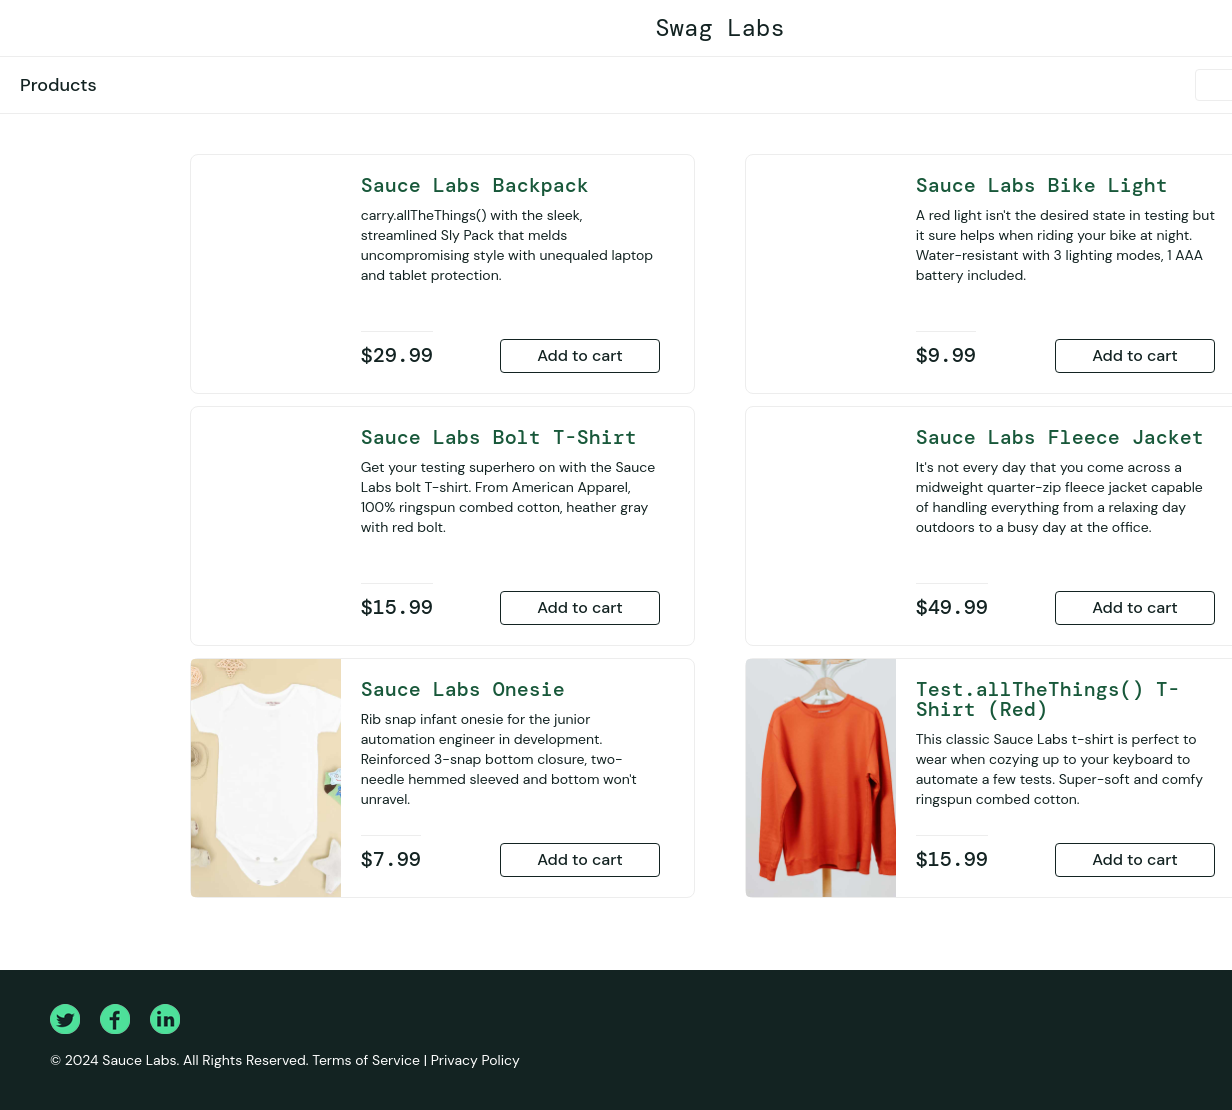 Swag Labs
Products
Sauce Labs Backpack
carry.allTheThings() with the sleek,
streamlined Sly Pack that melds
uncompromising style with unequaled laptop
and tablet protection.
$29.99
Add to cart
Sauce Labs Bike Light
A red light isn't the desired state in testing but
it sure helps when riding your bike at night.
Water-resistant with 3 lighting modes, 1 AAA
battery included.
$9.99
Add to cart
Sauce Labs Bolt T-Shirt
Get your testing superhero on with the Sauce
Labs bolt T-shirt. From American Apparel,
100% ringspun combed cotton, heather gray
with red bolt.
$15.99
Add to cart
Sauce Labs Fleece Jacket
It's not every day that you come across a
midweight quarter-zip fleece jacket capable
of handling everything from a relaxing day
outdoors to a busy day at the office.
$49.99
Add to cart
Sauce Labs Onesie
Rib snap infant onesie for the junior
automation engineer in development.
Reinforced 3-snap bottom closure, two-
needle hemmed sleeved and bottom won't
unravel.
$7.99
Add to cart
Test.allTheThings() T-
Shirt (Red)
This classic Sauce Labs t-shirt is perfect to
wear when cozying up to your keyboard to
automate a few tests. Super-soft and comfy
ringspun combed cotton.
$15.99
Add to cart
© 2024 Sauce Labs. All Rights Reserved. Terms of Service | Privacy Policy